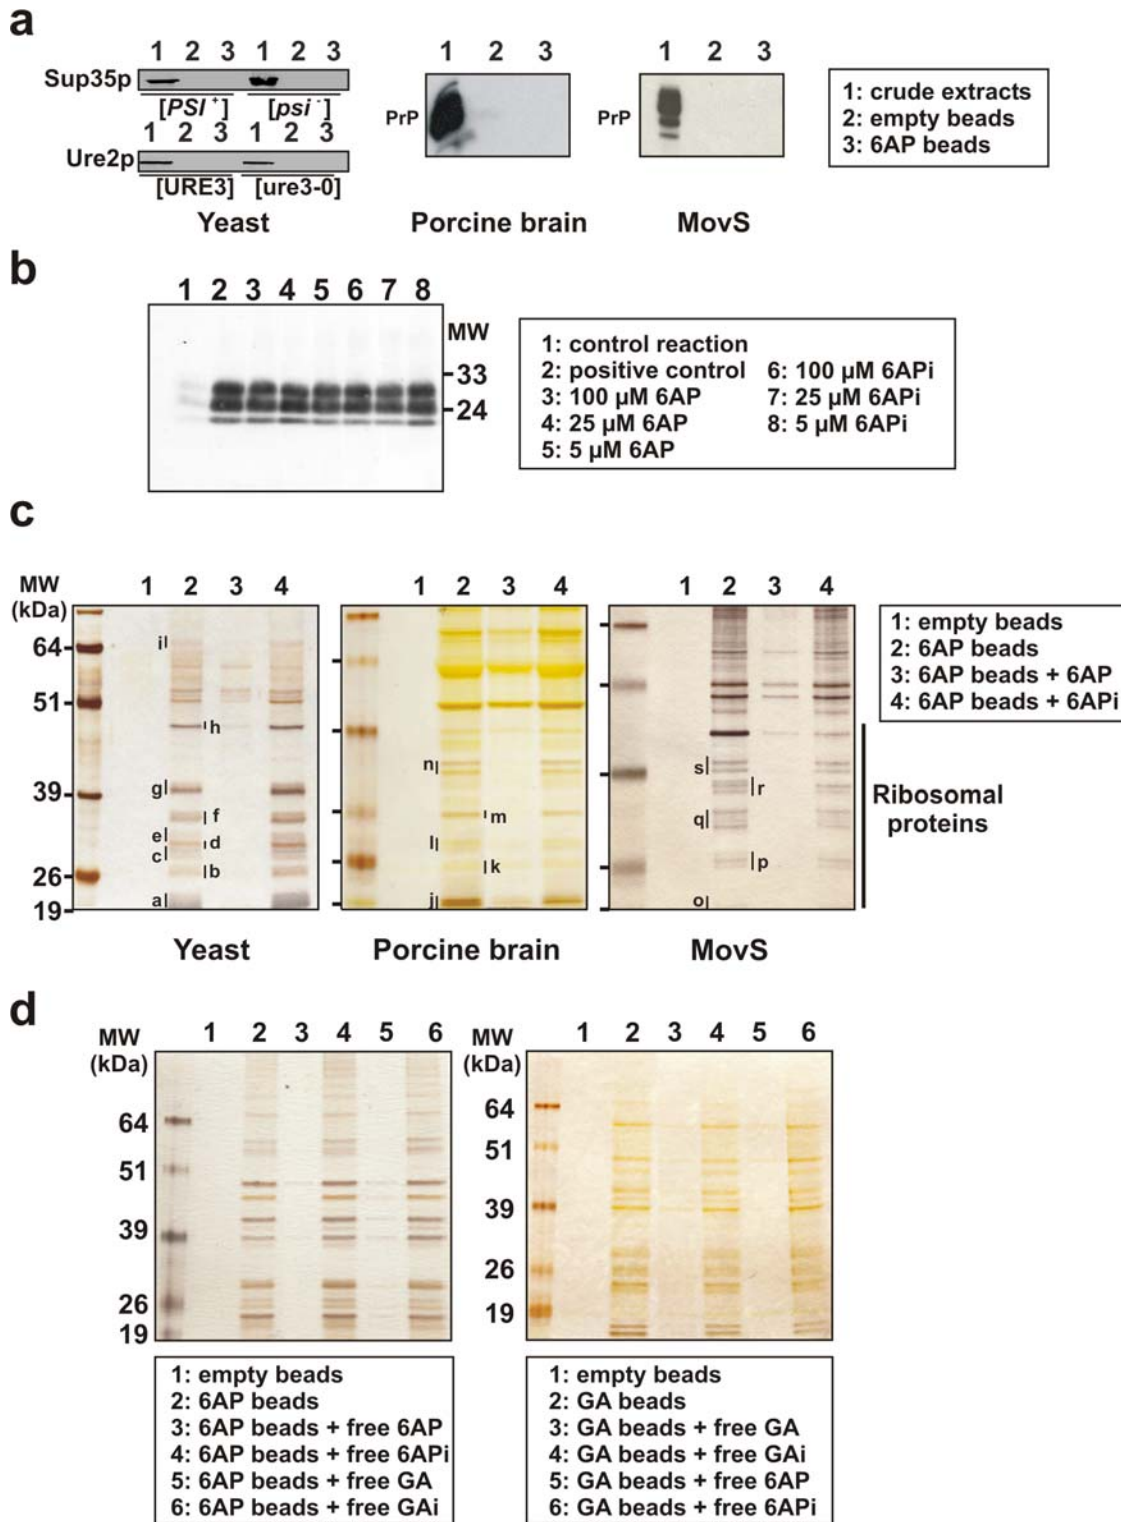 a
1 2 3 1 2 3
Sup35p
[PSI +] [psi -]
1 2 3 1 2 3
Ure2p
[URE3] [ure3-0]
Yeast
1 2 3
PrP
Porcine brain
1 2 3
PrP
MovS
1: crude extracts
2: empty beads
3: 6AP beads
b
1 2 3 4 5 6 7 8
MW
33
24
1: control reaction
2: positive control
3: 100 µM 6AP
4: 25 µM 6AP
5: 5 µM 6AP
6: 100 µM 6APi
7: 25 µM 6APi
8: 5 µM 6APi
c
MW
(kDa)
1 2 3 4
64
51
39
26
19
i
h
g
f
e
d
c
b
a
Yeast
1 2 3 4
n
m
l
k
j
Porcine brain
1 2 3 4
s
r
q
p
o
MovS
1: empty beads
2: 6AP beads
3: 6AP beads + 6AP
4: 6AP beads + 6APi
Ribosomal
proteins
d
MW
(kDa)
1 2 3 4 5 6
64
51
39
26
19
1: empty beads
2: 6AP beads
3: 6AP beads + free 6AP
4: 6AP beads + free 6APi
5: 6AP beads + free GA
6: 6AP beads + free GAi
MW
(kDa)
1 2 3 4 5 6
64
51
39
26
19
1: empty beads
2: GA beads
3: GA beads + free GA
4: GA beads + free GAi
5: GA beads + free 6AP
6: GA beads + free 6APi